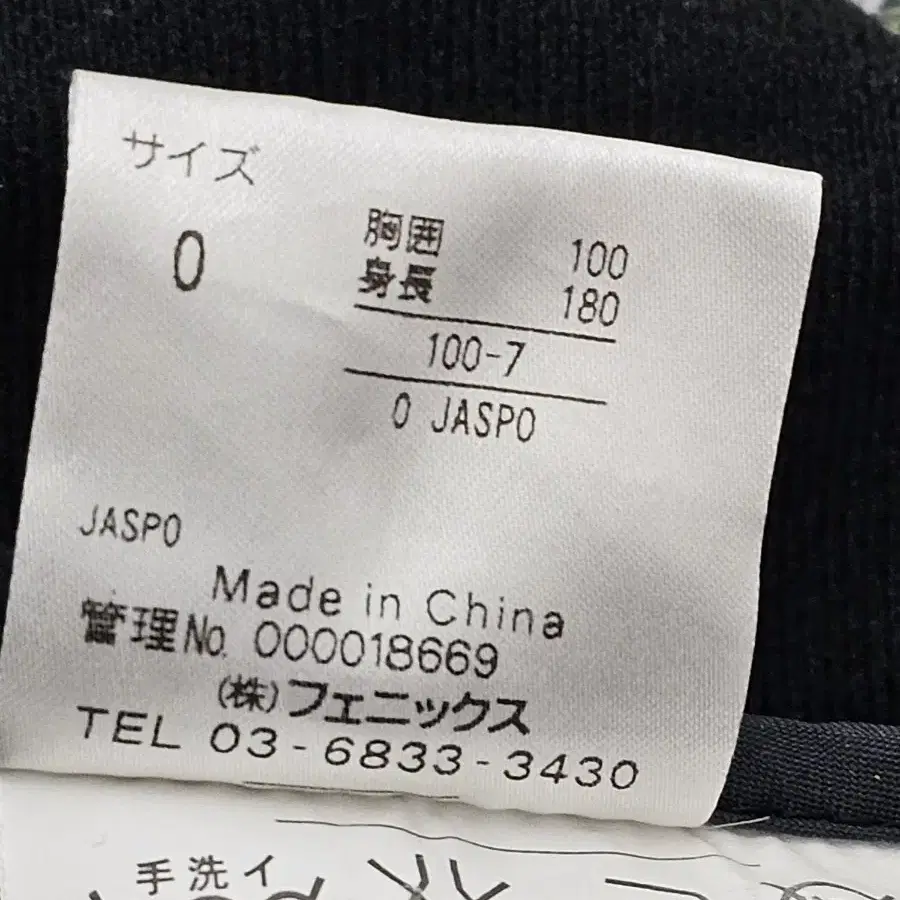 サイズ
0
胸囲 100
身長 180
100-7
0 JASPO
JASPO
Made in China
管理No. 000018669
(株)フェニックス
TEL 03-6833-3430
手洗イ